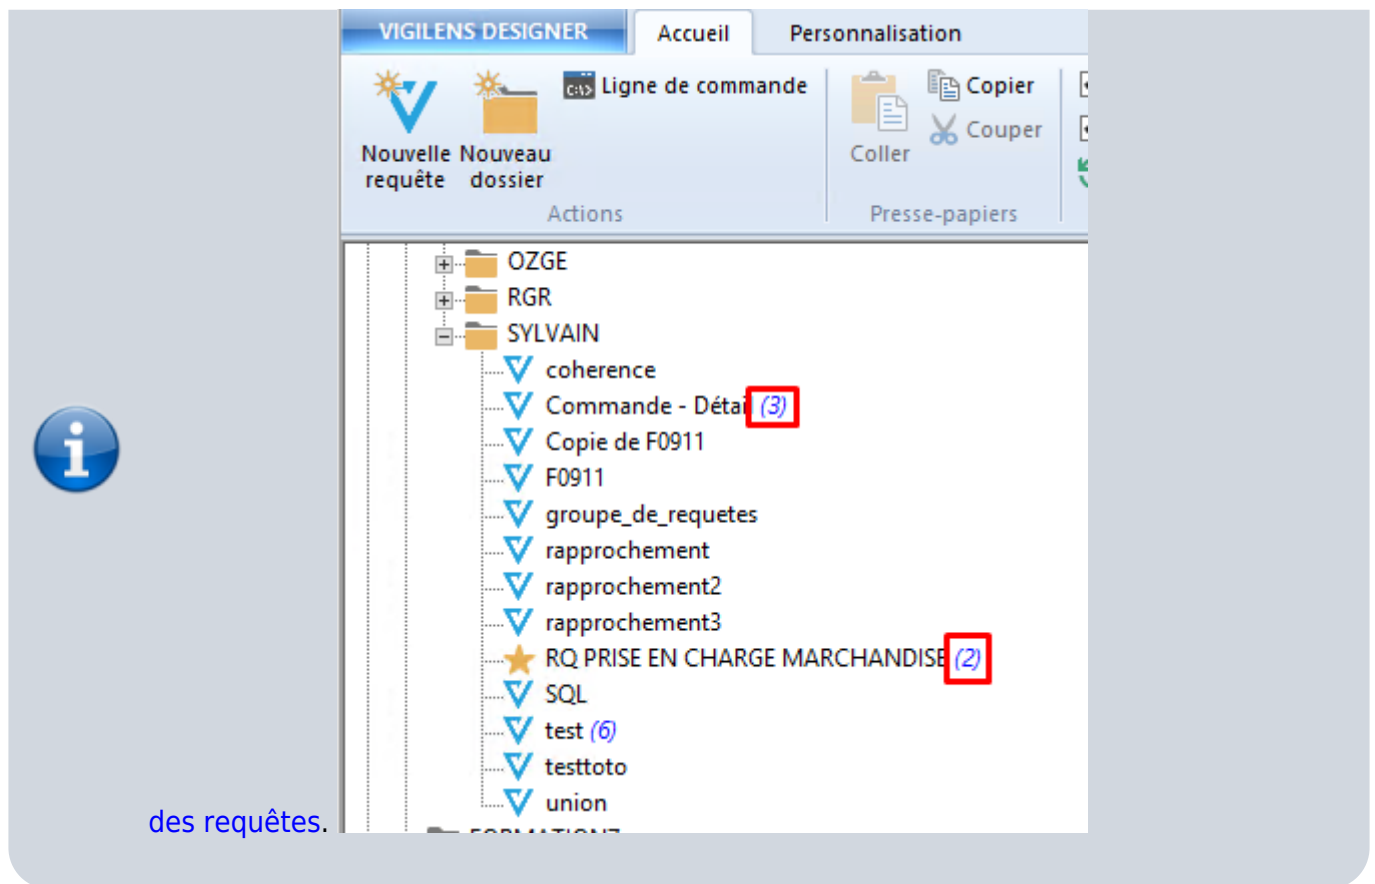 VIGILENS DESIGNER Accueil Personnalisation
Ligne de commande
Copier
Couper
Nouvelle requête
Nouveau dossier
Coller
Actions Presse-papiers
OZGE
RGR
SYLVAIN
coherence
Commande - Détail (3)
Copie de F0911
F0911
groupe_de_requetes
rapprochement
rapprochement2
rapprochement3
RQ PRISE EN CHARGE MARCHANDISE (2)
SQL
test (6)
testtoto
union
des requêtes.